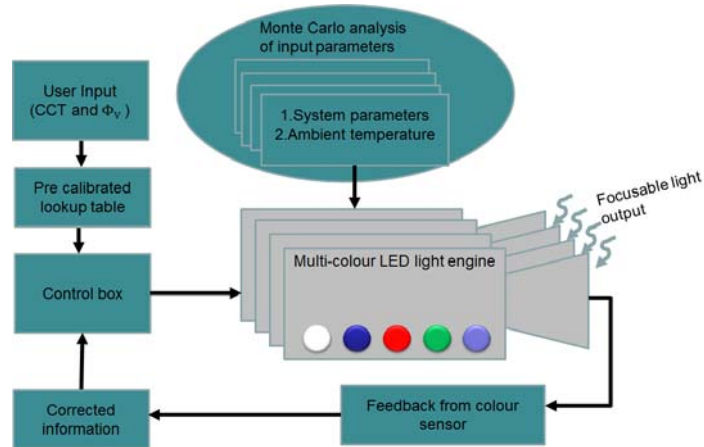 Monte Carlo analysis
of input parameters
1.System parameters
2.Ambient temperature
User Input
(CCT and Φᵥ )
Pre calibrated
lookup table
Control box
Multi-colour LED light engine
Focusable light
output
Feedback from colour
sensor
Corrected
information